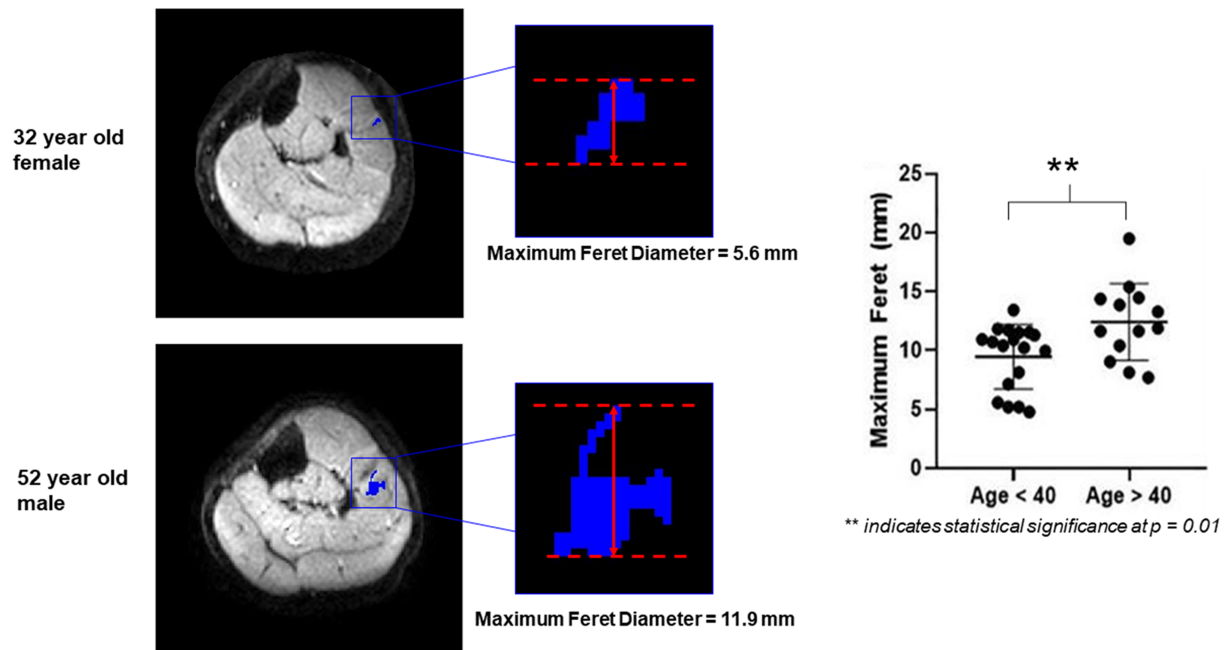 32 year old
female
Maximum Feret Diameter = 5.6 mm
52 year old
male
Maximum Feret Diameter = 11.9 mm
**
Maximum Feret (mm)
25
20
15
10
5
0
Age < 40
Age > 40
** indicates statistical significance at p = 0.01